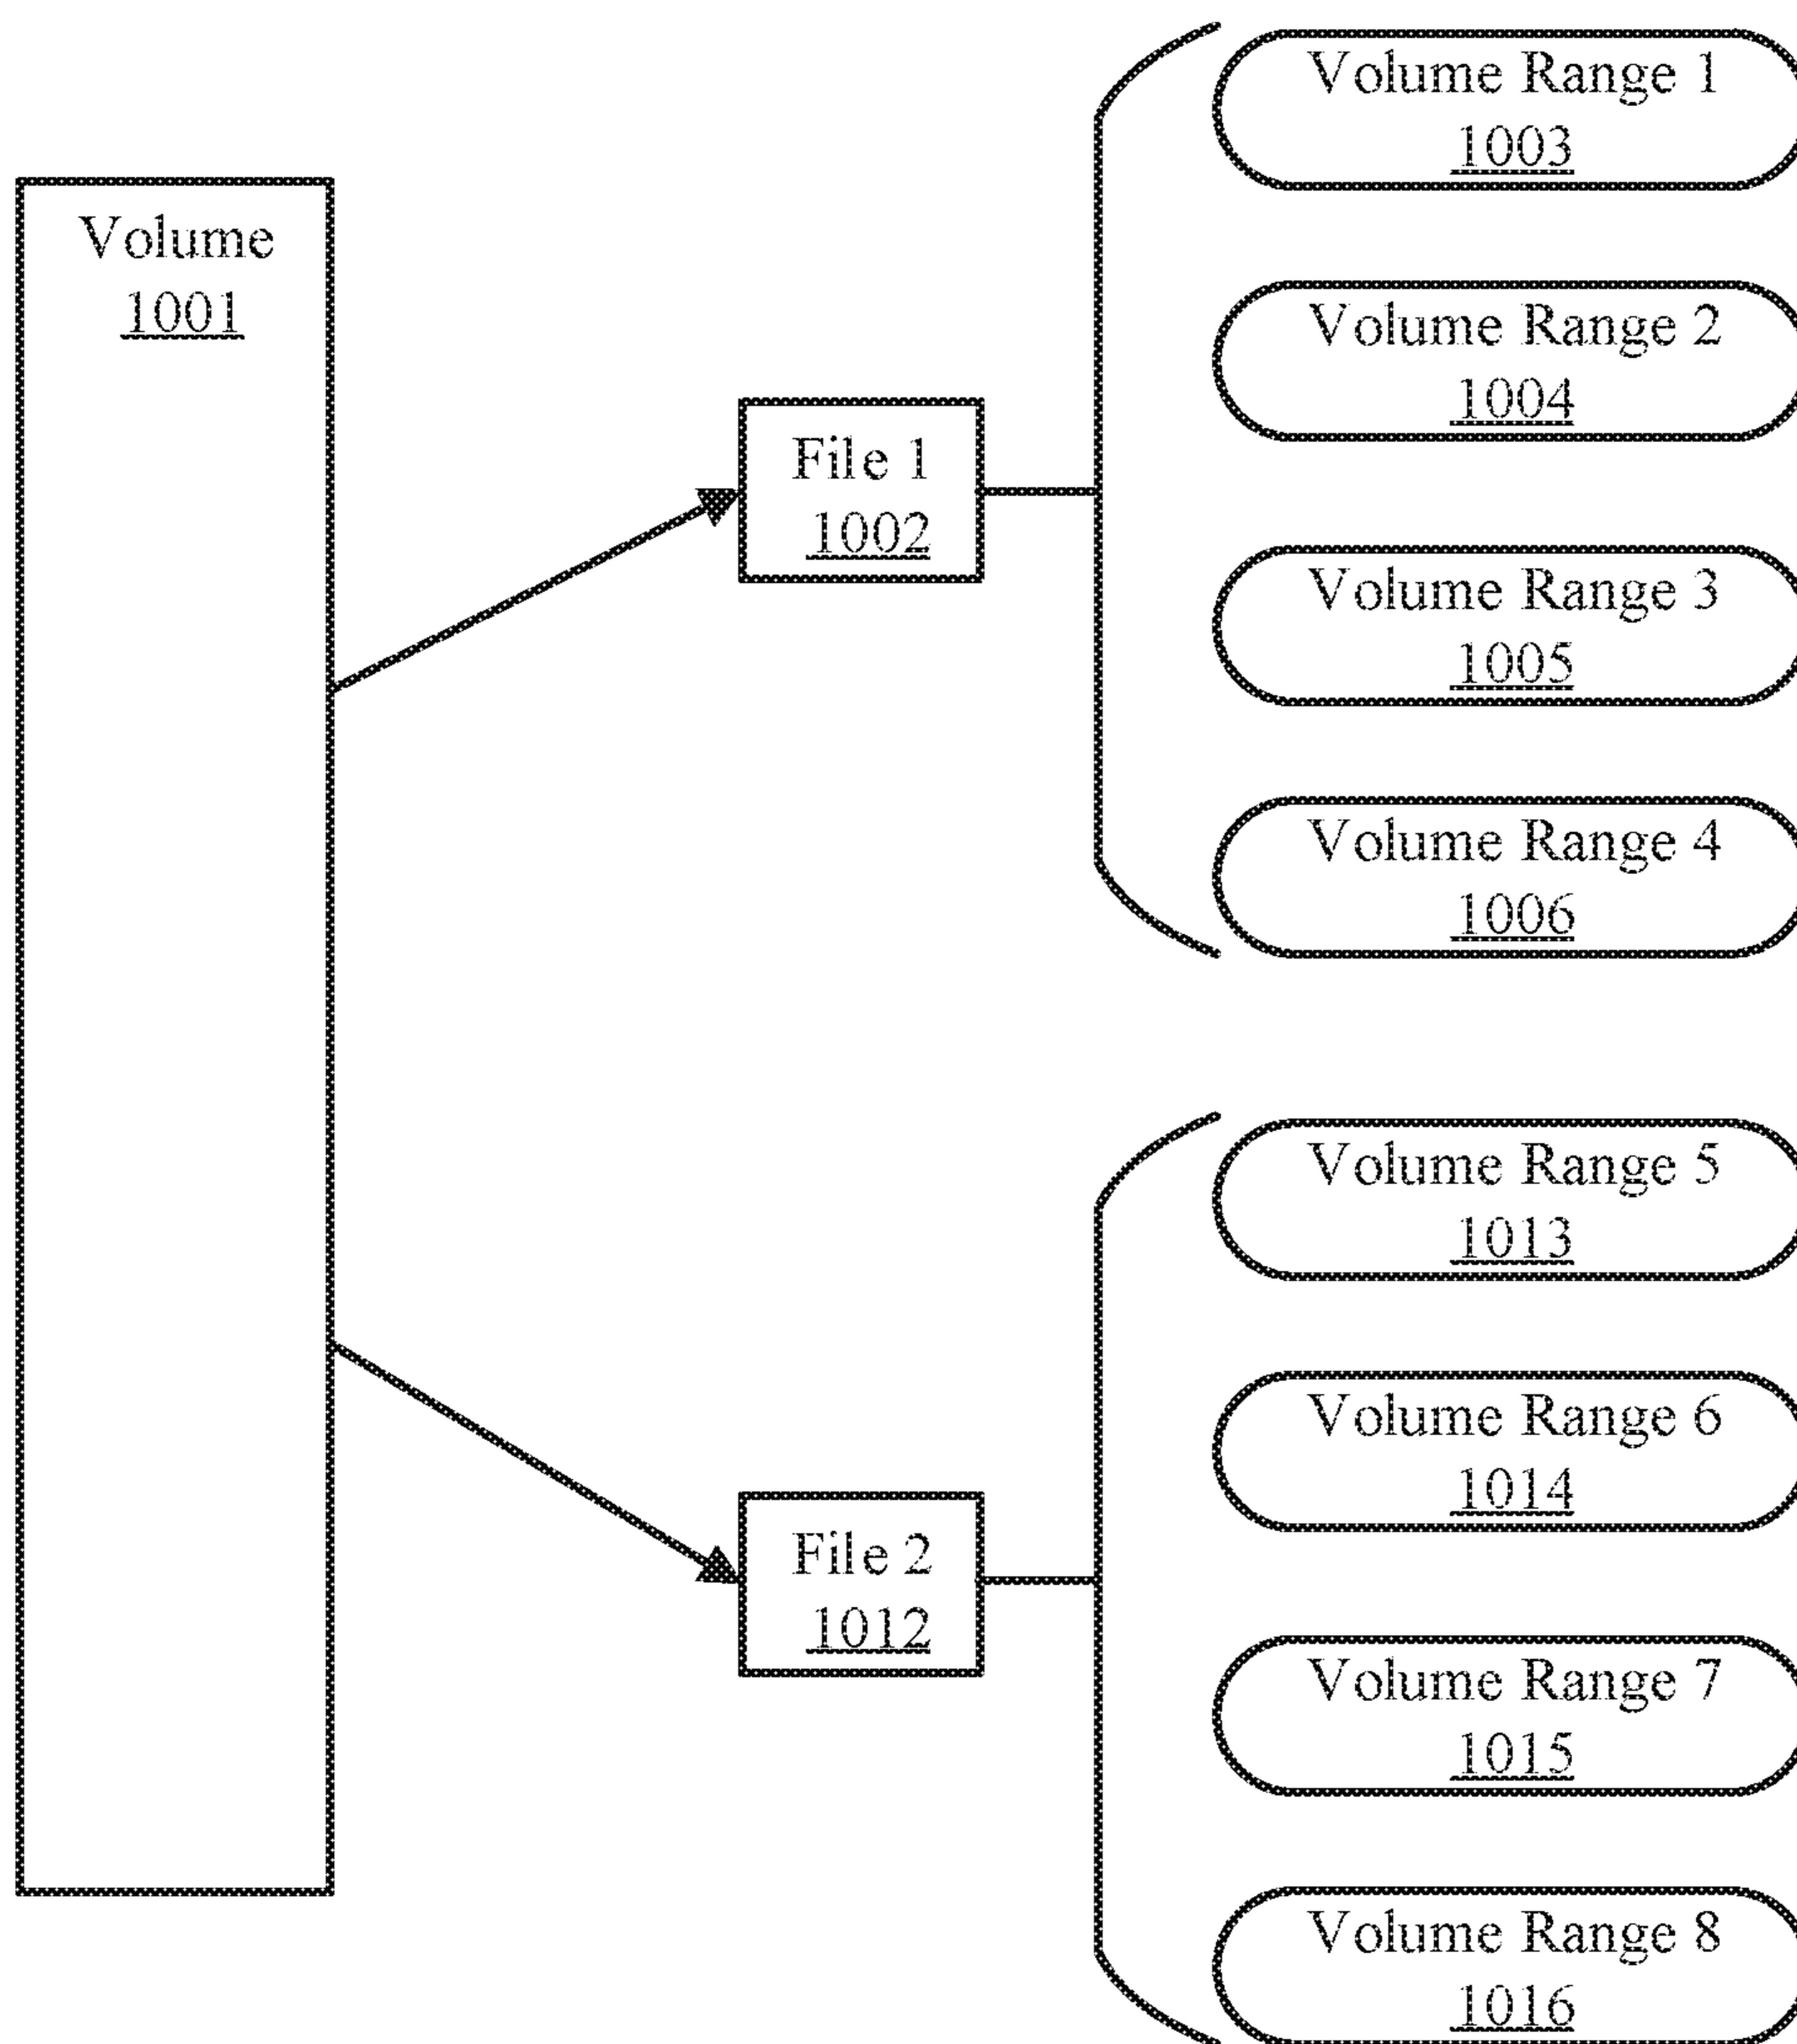 Volume
1001
File 1
1002
Volume Range 1
1003
Volume Range 2
1004
Volume Range 3
1005
Volume Range 4
1006
File 2
1012
Volume Range 5
1013
Volume Range 6
1014
Volume Range 7
1015
Volume Range 8
1016